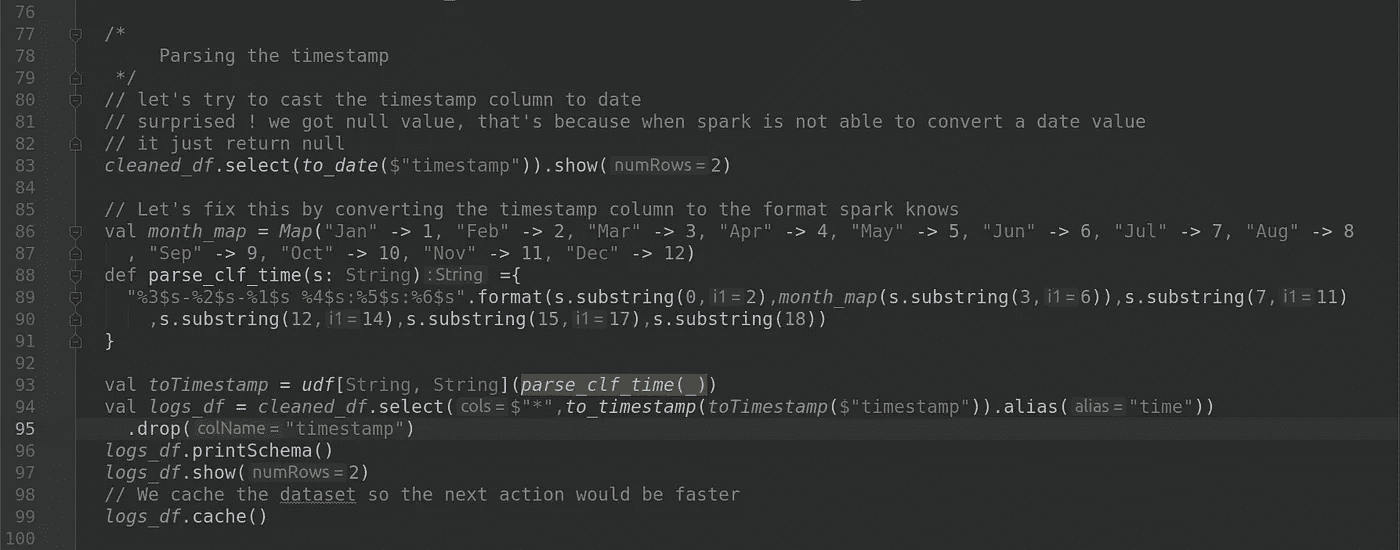 76
77 /*
78 Parsing the timestamp
79 */
80 // let's try to cast the timestamp column to date
81 // surprised ! we got null value, that's because when spark is not able to convert a date value
82 // it just return null
83 cleaned_df.select(to_date($"timestamp")).show( numRows = 2)
84
85 // Let's fix this by converting the timestamp column to the format spark knows
86 val month_map = Map("Jan" -> 1, "Feb" -> 2, "Mar" -> 3, "Apr" -> 4, "May" -> 5, "Jun" -> 6, "Jul" -> 7, "Aug" -> 8
87 , "Sep" -> 9, "Oct" -> 10, "Nov" -> 11, "Dec" -> 12)
88 def parse_clf_time(s: String) : String ={
89 "%3$s-%2$s-%1$s %4$s:%5$s:%6$s".format(s.substring(0, i1 = 2),month_map(s.substring(3, i1 = 6)),s.substring(7, i1 = 11)
90 ,s.substring(12, i1 = 14),s.substring(15, i1 = 17),s.substring(18))
91 }
92
93 val toTimestamp = udf[String, String](parse_clf_time(_))
94 val logs_df = cleaned_df.select( cols = $"*",to_timestamp(toTimestamp($"timestamp")).alias( alias = "time"))
95 .drop( colName = "timestamp")
96 logs_df.printSchema()
97 logs_df.show( numRows = 2)
98 // We cache the dataset so the next action would be faster
99 logs_df.cache()
100